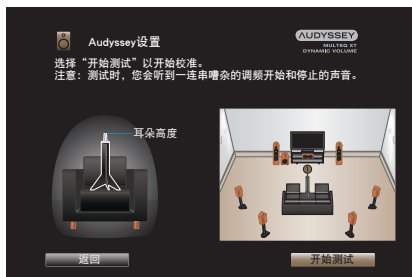 Audyssey设置
AUDYSSEY
MULTEQ XT
DYNAMIC VOLUME
选择“开始测试”以开始校准。
注意：测试时，您会听到一连串嘈杂的调频开始和停止的声音。
耳朵高度
返回
开始测试